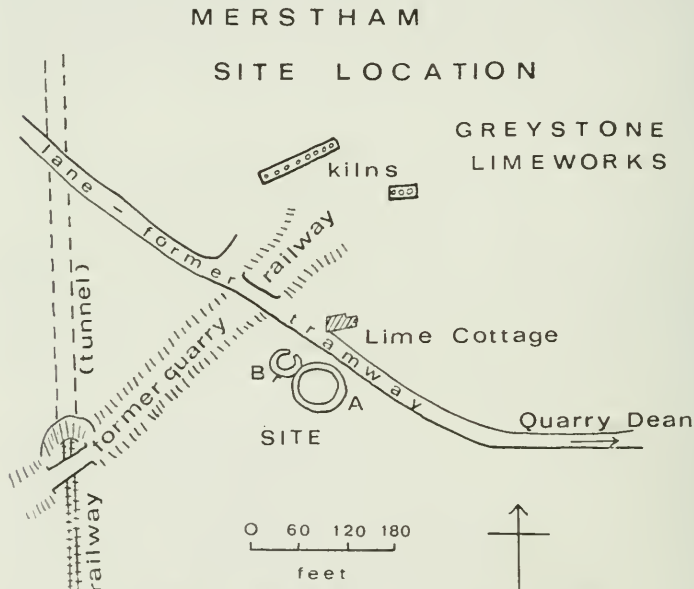 MERSTHAM
SITE LOCATION
GREYSTONE
LIMEWORKS
kilns
lane – former tramway
railway
(tunnel)
former quarry
Lime Cottage
B
A
SITE
Quarry Dean
railway
0 60 120 180
feet